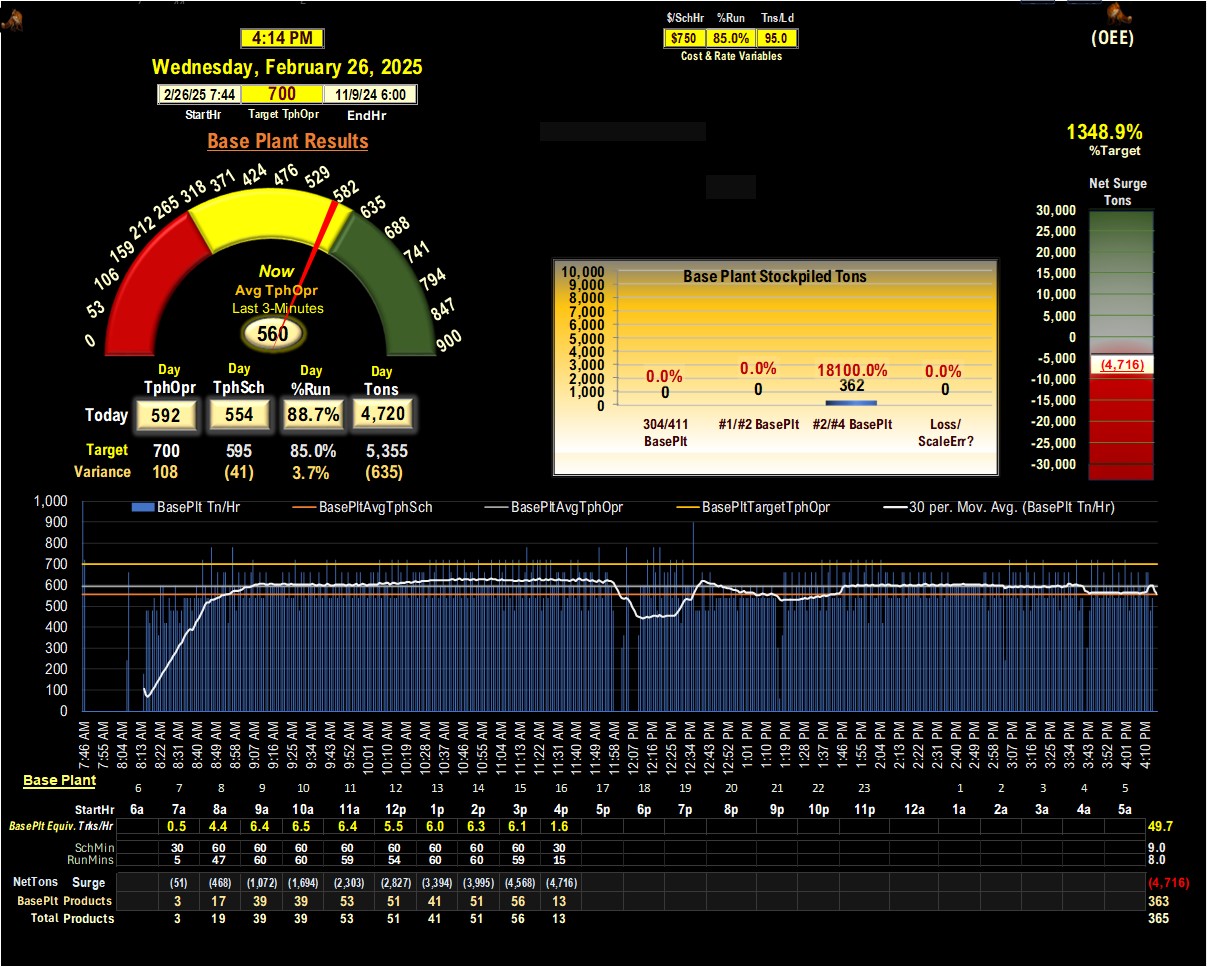 $/SchHr %Run Tns/Ld
$750 85.0% 95.0
Cost & Rate Variables
(OEE)
4:14 PM
Wednesday, February 26, 2025
2/26/25 7:44 700 11/9/24 6:00
StartHr Target TphOpr EndHr
Base Plant Results
0 53 106 159 212 265 318 371 424 476 529 582 635 688 741 794 847 900
Now
Avg TphOpr
Last 3-Minutes
560
Day Day Day Day
TphOpr TphSch %Run Tons
Today 592 554 88.7% 4,720
Target 700 595 85.0% 5,355
Variance 108 (41) 3.7% (635)
Base Plant Stockpiled Tons
10,000
9,000
8,000
7,000
6,000
5,000
4,000
3,000
2,000
1,000
0
0.0% 0.0% 18100.0% 0.0%
0 0 362 0
304/411 BasePlt
#1/#2 BasePlt
#2/#4 BasePlt
Loss/ ScaleErr?
1348.9%
%Target
Net Surge
Tons
30,000
25,000
20,000
15,000
10,000
5,000
0
-5,000
-10,000
-15,000
-20,000
-25,000
-30,000
(4,716)
BasePlt Tn/Hr BasePltAvgTphSch BasePltAvgTphOpr BasePltTargetTphOpr 30 per. Mov. Avg. (BasePlt Tn/Hr)
1,000
900
800
700
600
500
400
300
200
100
0
7:46 AM 7:55 AM 8:04 AM 8:13 AM 8:22 AM 8:31 AM 8:40 AM 8:49 AM 8:58 AM 9:07 AM 9:16 AM 9:25 AM 9:34 AM 9:43 AM 9:52 AM 10:01 AM 10:10 AM 10:19 AM 10:28 AM 10:37 AM 10:46 AM 10:55 AM 11:04 AM 11:13 AM 11:22 AM 11:31 AM 11:40 AM 11:49 AM 11:58 AM 12:07 PM 12:16 PM 12:25 PM 12:34 PM 12:43 PM 12:52 PM 1:01 PM 1:10 PM 1:19 PM 1:28 PM 1:37 PM 1:46 PM 1:55 PM 2:04 PM 2:13 PM 2:22 PM 2:31 PM 2:40 PM 2:49 PM 2:58 PM 3:07 PM 3:16 PM 3:25 PM 3:34 PM 3:43 PM 3:52 PM 4:01 PM 4:10 PM
Base Plant
6 7 8 9 10 11 12 13 14 15 16 17 18 19 20 21 22 23 1 2 3 4 5
StartHr 6a 7a 8a 9a 10a 11a 12p 1p 2p 3p 4p 5p 6p 7p 8p 9p 10p 11p 12a 1a 2a 3a 4a 5a
BasePlt Equiv. Trks/Hr 0.5 4.4 6.4 6.5 6.4 5.5 6.0 6.3 6.1 1.6 49.7
SchMin 30 60 60 60 60 60 60 60 60 30 9.0
RunMins 5 47 60 60 59 54 60 60 59 15 8.0
NetTons Surge (51) (468) (1,072) (1,694) (2,303) (2,827) (3,394) (3,995) (4,568) (4,716) (4,716)
BasePlt Products 3 17 39 39 53 51 41 51 56 13 363
Total Products 3 19 39 39 53 51 41 51 56 13 365